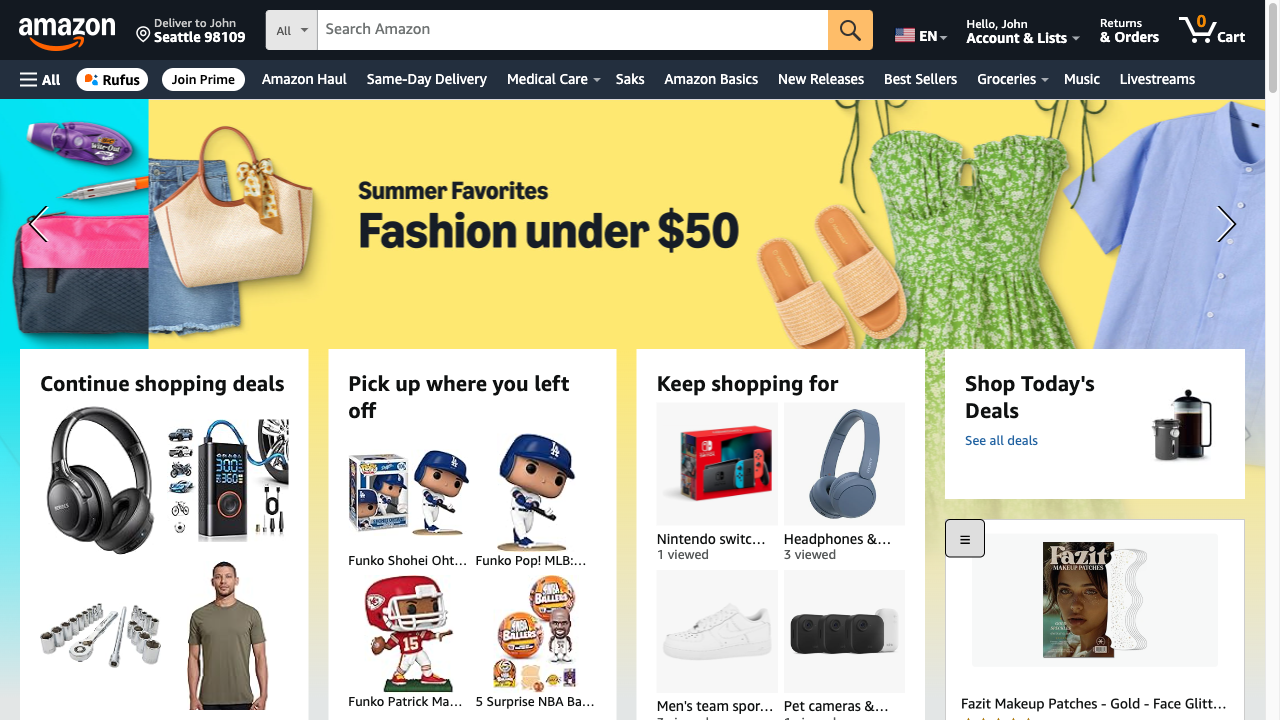 amazon
Deliver to John
Seattle 98109
All
Search Amazon
EN
Hello, John
Account & Lists
Returns
& Orders
0
Cart
All
Rufus
Join Prime
Amazon Haul
Same-Day Delivery
Medical Care
Saks
Amazon Basics
New Releases
Best Sellers
Groceries
Music
Livestreams
Wite-Out
Summer Favorites
Fashion under $50
Continue shopping deals
Pick up where you left
off
Funko Shohei Oht...
Funko Pop! MLB:...
Funko Patrick Ma...
5 Surprise NBA Ba...
Keep shopping for
Nintendo switc...
1 viewed
Headphones &...
3 viewed
Men's team spor...
Pet cameras &...
Shop Today's
Deals
See all deals
Fazit
MAKEUP PATCHES
Fazit Makeup Patches - Gold - Face Glitt...